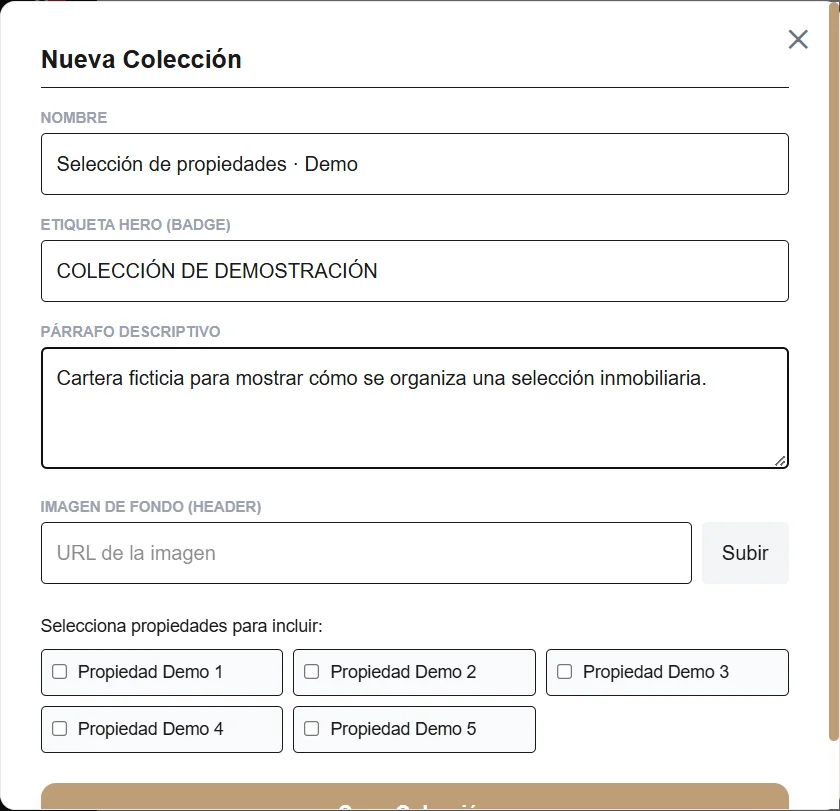 Nueva Colección
NOMBRE
Selección de propiedades · Demo
ETIQUETA HERO (BADGE)
COLECCIÓN DE DEMOSTRACIÓN
PÁRRAFO DESCRIPTIVO
Cartera ficticia para mostrar cómo se organiza una selección inmobiliaria.
IMAGEN DE FONDO (HEADER)
URL de la imagen
Subir
Selecciona propiedades para incluir:
Propiedad Demo 1
Propiedad Demo 2
Propiedad Demo 3
Propiedad Demo 4
Propiedad Demo 5